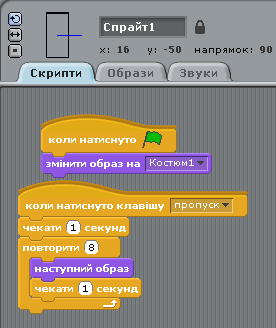 Спрайт1
x: 16 y: -50 напрямок: 90
Скрипти Образи Звуки
коли натиснуто
змінити образ на Костюм1
коли натиснуто клавішу пропуск
чекати 1 секунд
повторити 8
наступний образ
чекати 1 секунд